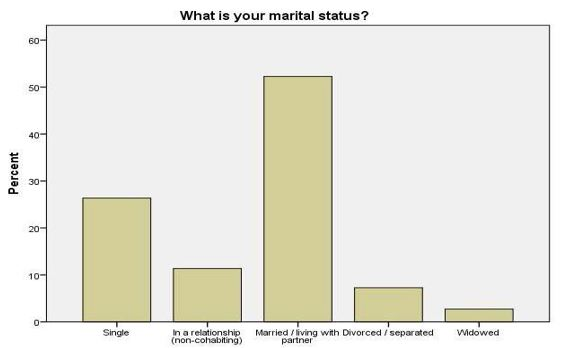 What is your marital status?
60
50
40
30
20
10
0
Percent
Single
In a relationship
(non-cohabiting)
Married / living with
partner
Divorced / separated
Widowed